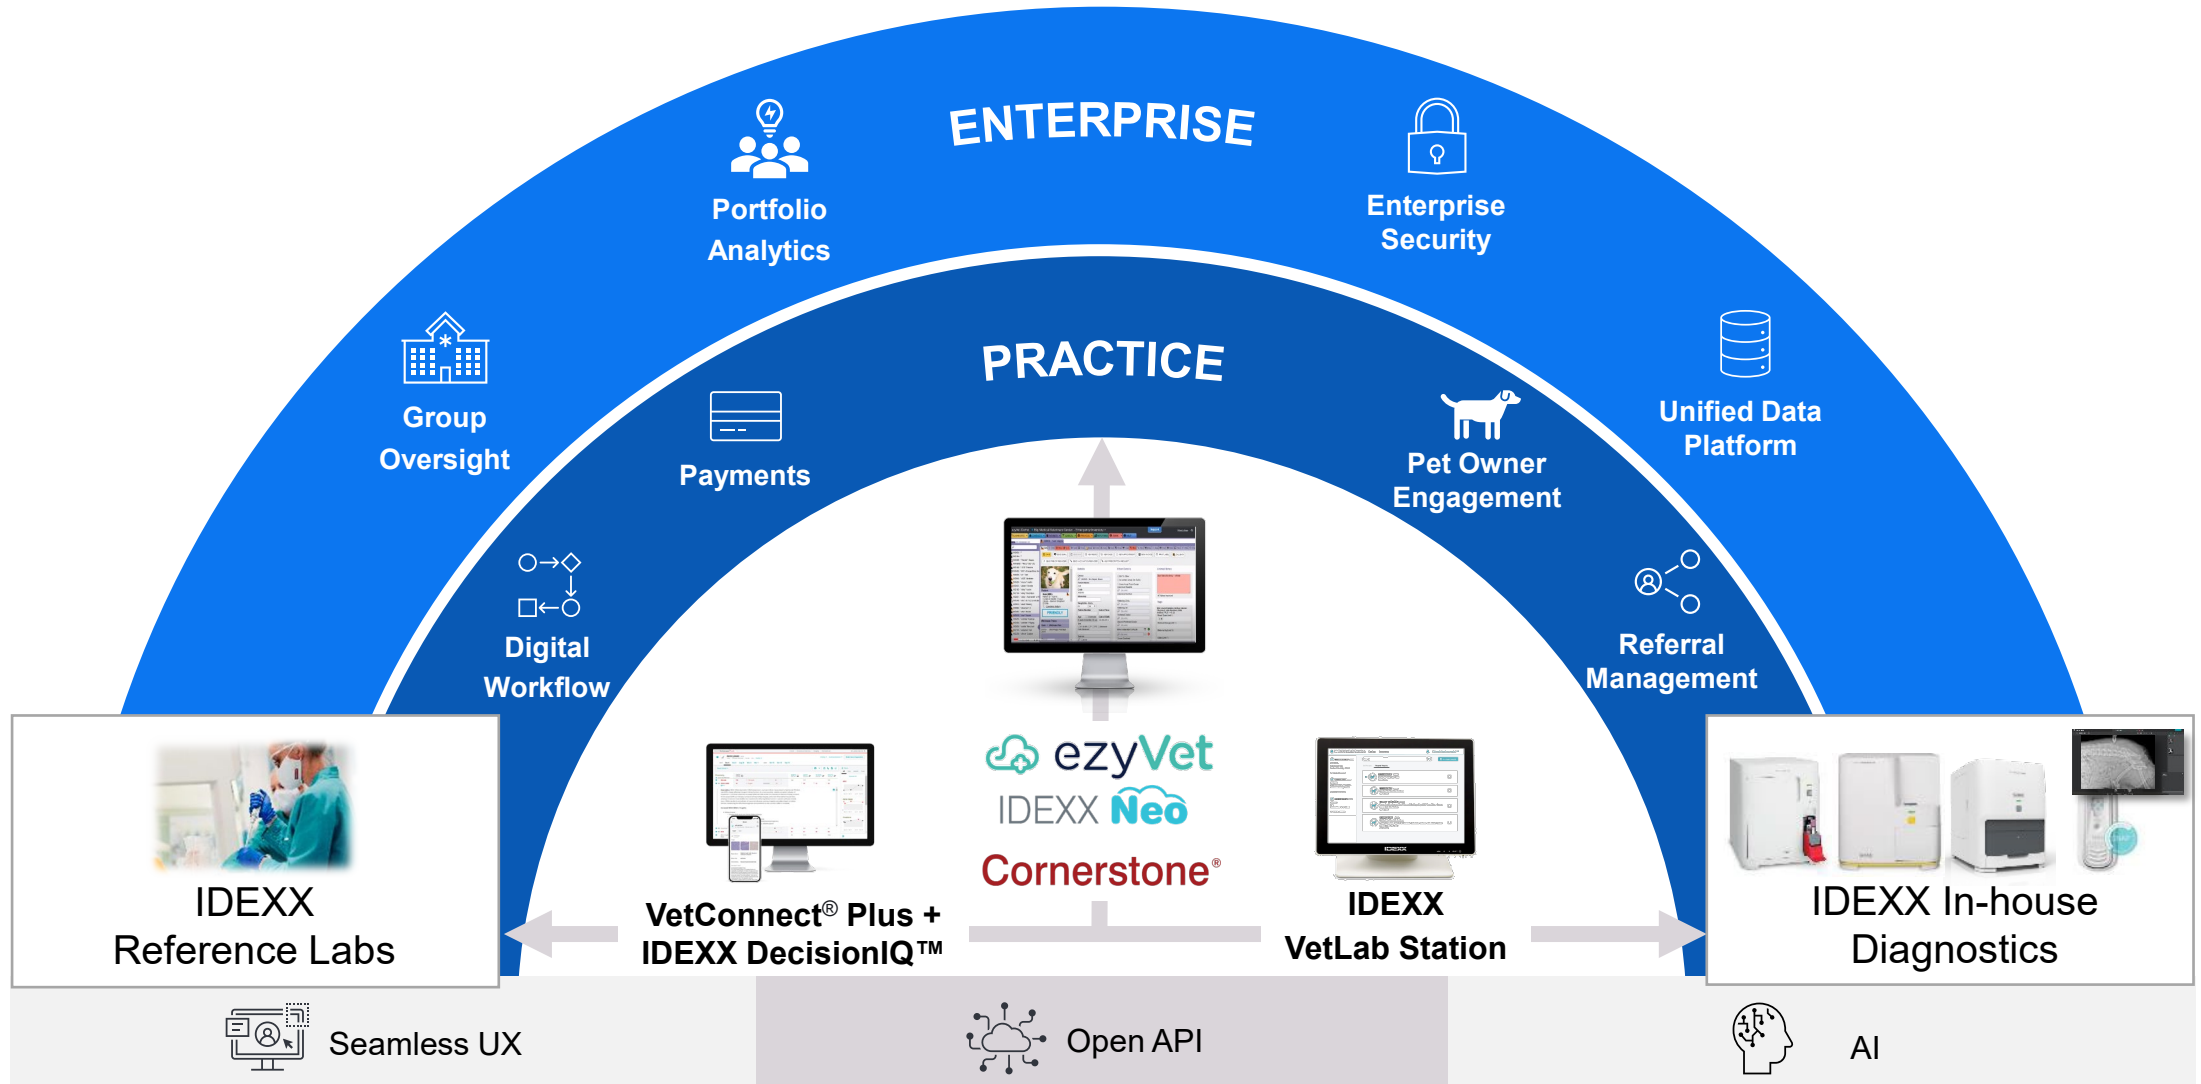 ENTERPRISE
Portfolio
Analytics
Enterprise
Security
Group
Oversight
Unified Data
Platform
PRACTICE
Payments
Pet Owner
Engagement
Digital
Workflow
Referral
Management
ezyVet
IDEXX Neo
Cornerstone®
IDEXX
Reference Labs
VetConnect® Plus +
IDEXX DecisionIQ™
IDEXX
IDEXX
VetLab Station
IDEXX In-house
Diagnostics
Seamless UX
Open API
AI